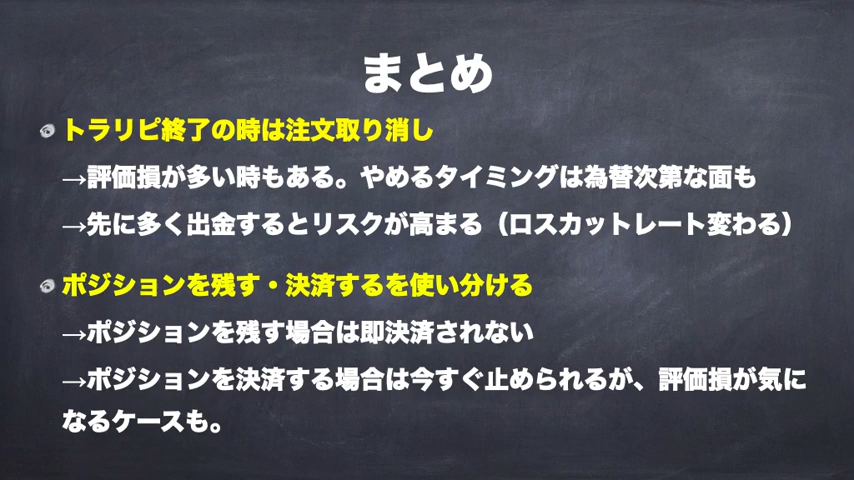 まとめ
トラリピ終了の時は注文取り消し
→評価損が多い時もある。やめるタイミングは為替次第な面も
→先に多く出金するとリスクが高まる（ロスカットレート変わる）
ポジションを残す・決済するを使い分ける
→ポジションを残す場合は即決済されない
→ポジションを決済する場合は今すぐ止められるが、評価損が気に
なるケースも。